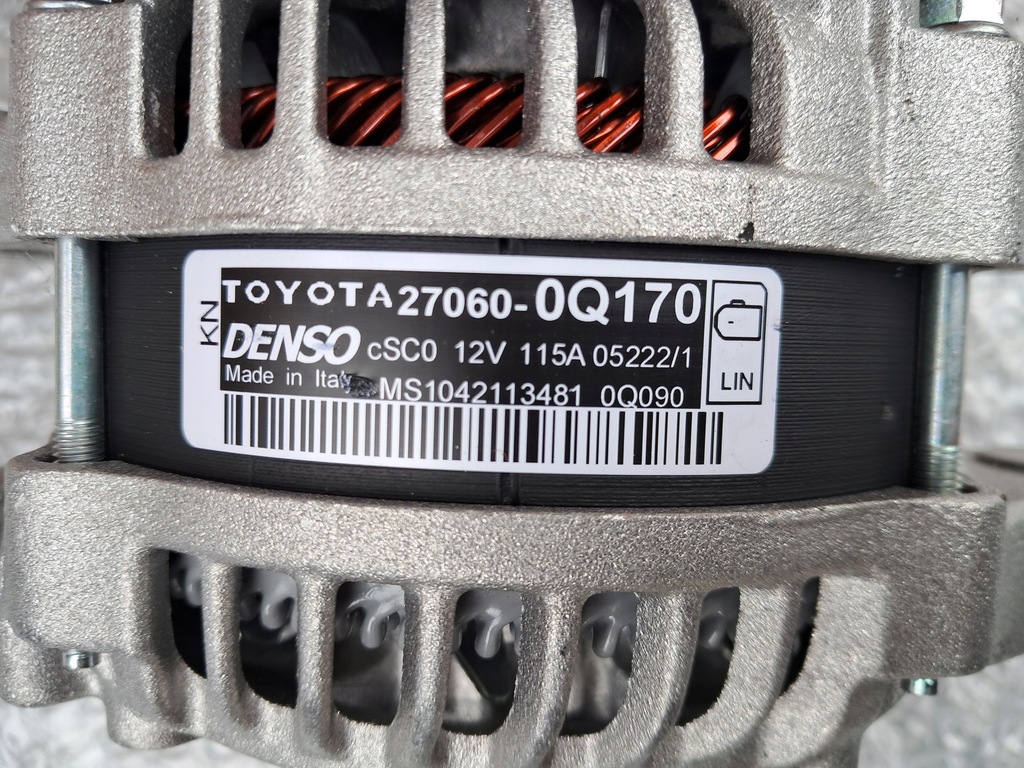 KN
TOYOTA 27060-0Q170
DENSO cSC0 12V 115A 05222/1
Made in Italy MS1042113481 0Q090
LIN